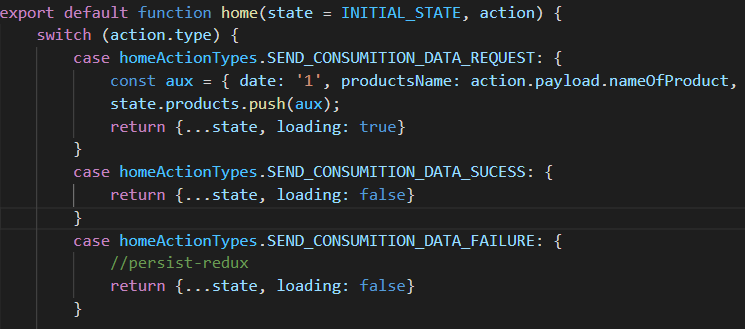 export default function home(state = INITIAL_STATE, action) {
switch (action.type) {
case homeActionTypes.SEND_CONSUMITION_DATA_REQUEST: {
const aux = { date: '1', productsName: action.payload.nameOfProduct,
state.products.push(aux);
return {...state, loading: true}
}
case homeActionTypes.SEND_CONSUMITION_DATA_SUCESS: {
return {...state, loading: false}
}
case homeActionTypes.SEND_CONSUMITION_DATA_FAILURE: {
//persist-redux
return {...state, loading: false}
}